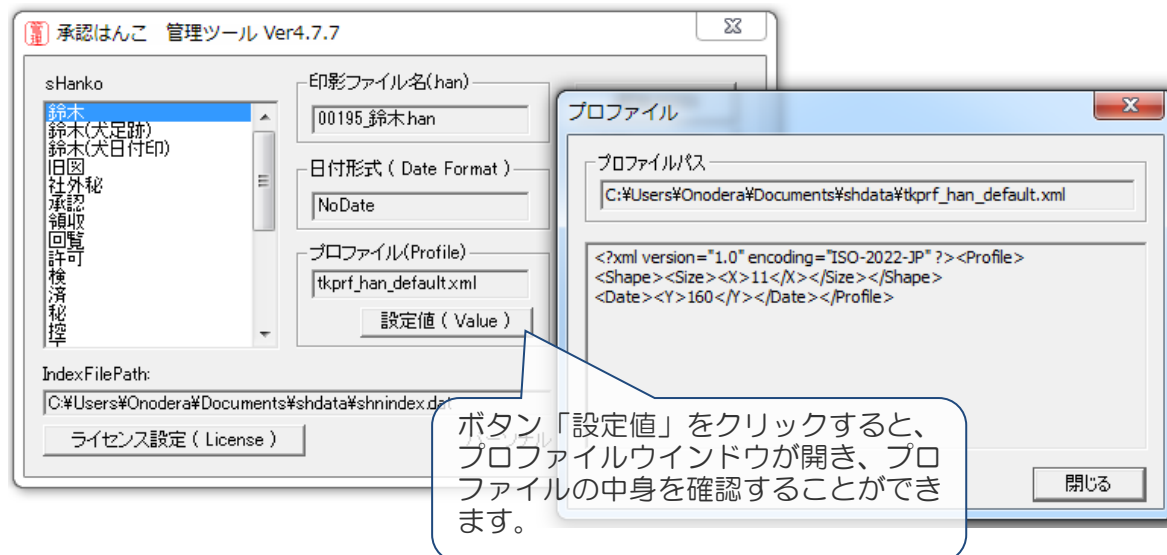 承認はんこ　管理ツール Ver4.7.7
sHanko
鈴木
鈴木(犬足跡)
鈴木(犬日付印)
旧図
社外秘
承認
領収
回覧
許可
検
済
秘
控
印影ファイル名(.han)
00195_鈴木.han
日付形式 ( Date Format )
NoDate
プロファイル(Profile)
tkprf_han_default.xml
設定値 ( Value )
IndexFilePath:
C:¥Users¥Onodera¥Documents¥shdata¥shnindex.dat
ライセンス設定 ( License )
パーソナル
プロファイル
プロファイルパス
C:¥Users¥Onodera¥Documents¥shdata¥tkprf_han_default.xml
<?xml version="1.0" encoding="ISO-2022-JP" ?><Profile>
<Shape><Size><X>11</X></Size></Shape>
<Date><Y>160</Y></Date></Profile>
閉じる
ボタン「設定値」をクリックすると、
プロファイルウインドウが開き、プロ
ファイルの中身を確認することができ
ます。